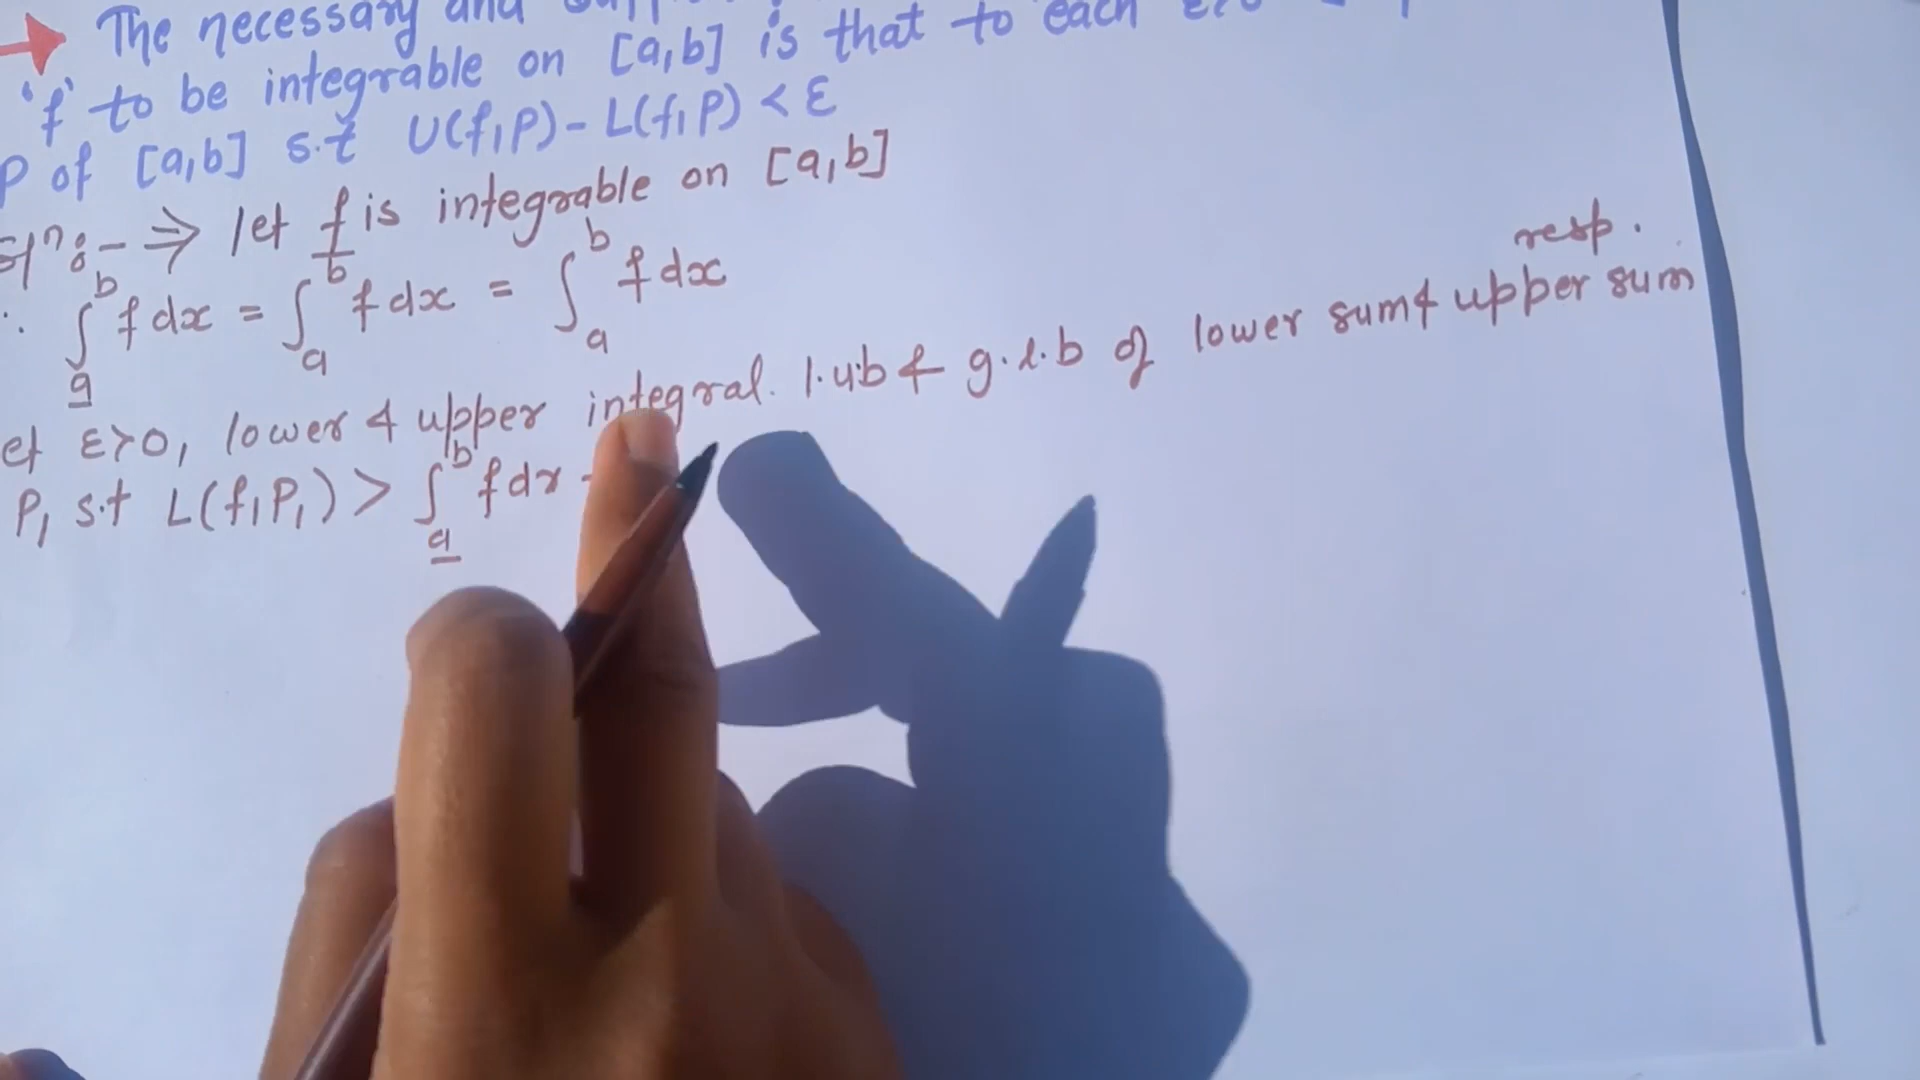 The necessary and
'f' to be integrable on [a,b] is that to each ε>0
P of [a,b] s.t U(f,P) - L(f,P) < ε
⇒ let f is integrable on [a,b]
∴ ∫_a^b f dx = ∫_a^b f dx = ∫_a^b f dx
resp.
et ε>0, lower & upper integral. l.u.b & g.l.b of lower sum & upper sum
P₁ s.t L(f,P₁) > ∫_a^b f dx -